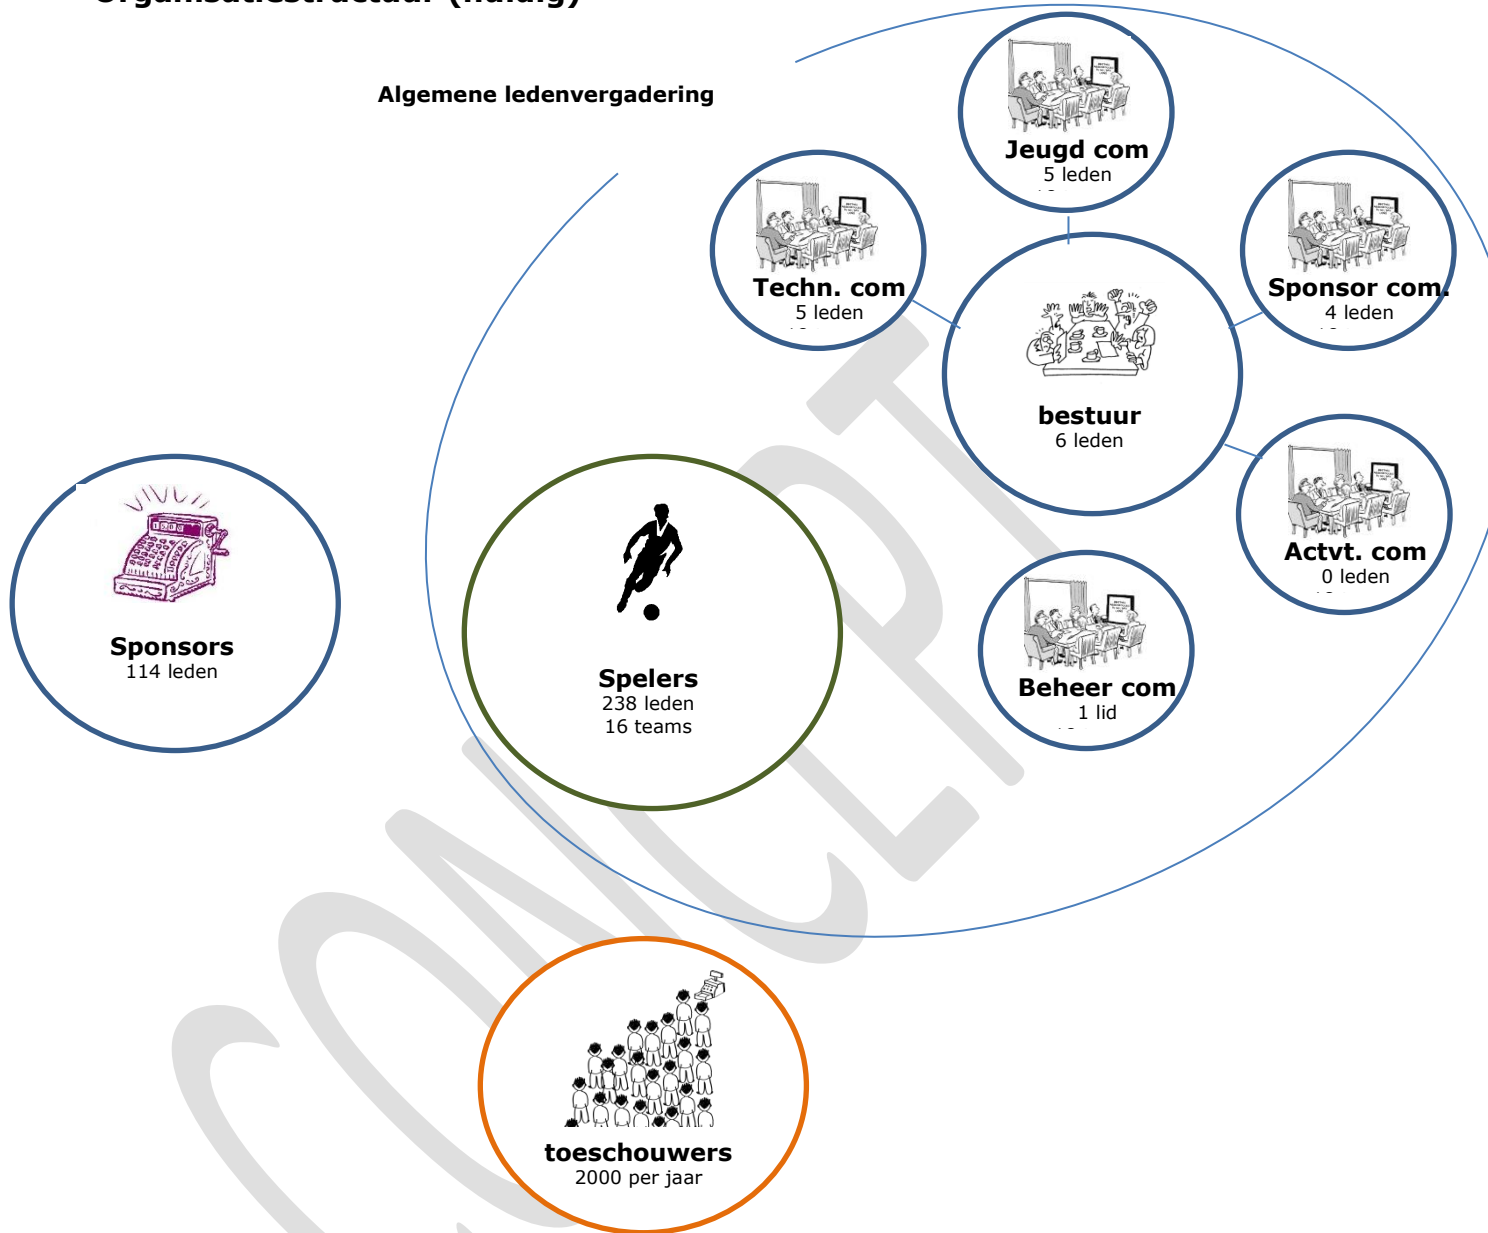 Organisatiestructuur (huidig)
Algemene ledenvergadering
Jeugd com
5 leden
Techn. com
5 leden
Sponsor com.
4 leden
bestuur
6 leden
Actvt. com
0 leden
Beheer com
1 lid
Sponsors
114 leden
Spelers
238 leden
16 teams
toeschouwers
2000 per jaar
CONCEPT